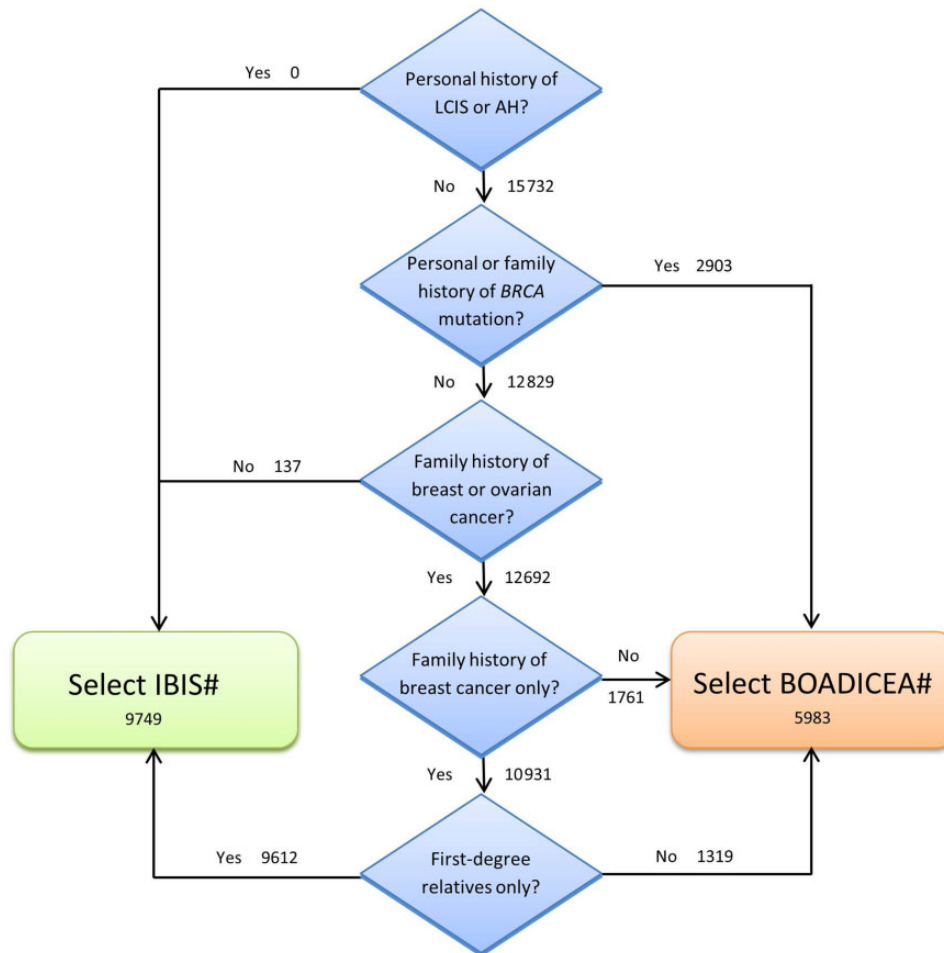 Yes 0
Personal history of
LCIS or AH?
No 15732
Personal or family
history of BRCA
mutation?
Yes 2903
No 12829
No 137
Family history of
breast or ovarian
cancer?
Yes 12692
Select IBIS#
9749
Family history of
breast cancer only?
No
1761
Select BOADICEA#
5983
Yes 10931
Yes 9612
First-degree
relatives only?
No 1319